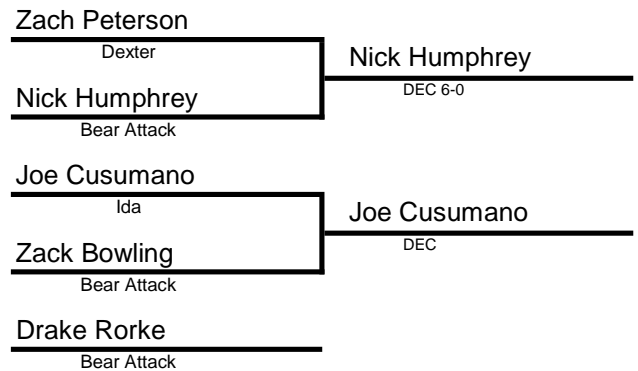 Zach Peterson
Dexter
Nick Humphrey
DEC 6-0
Nick Humphrey
Bear Attack
Joe Cusumano
Ida
Joe Cusumano
DEC
Zack Bowling
Bear Attack
Drake Rorke
Bear Attack